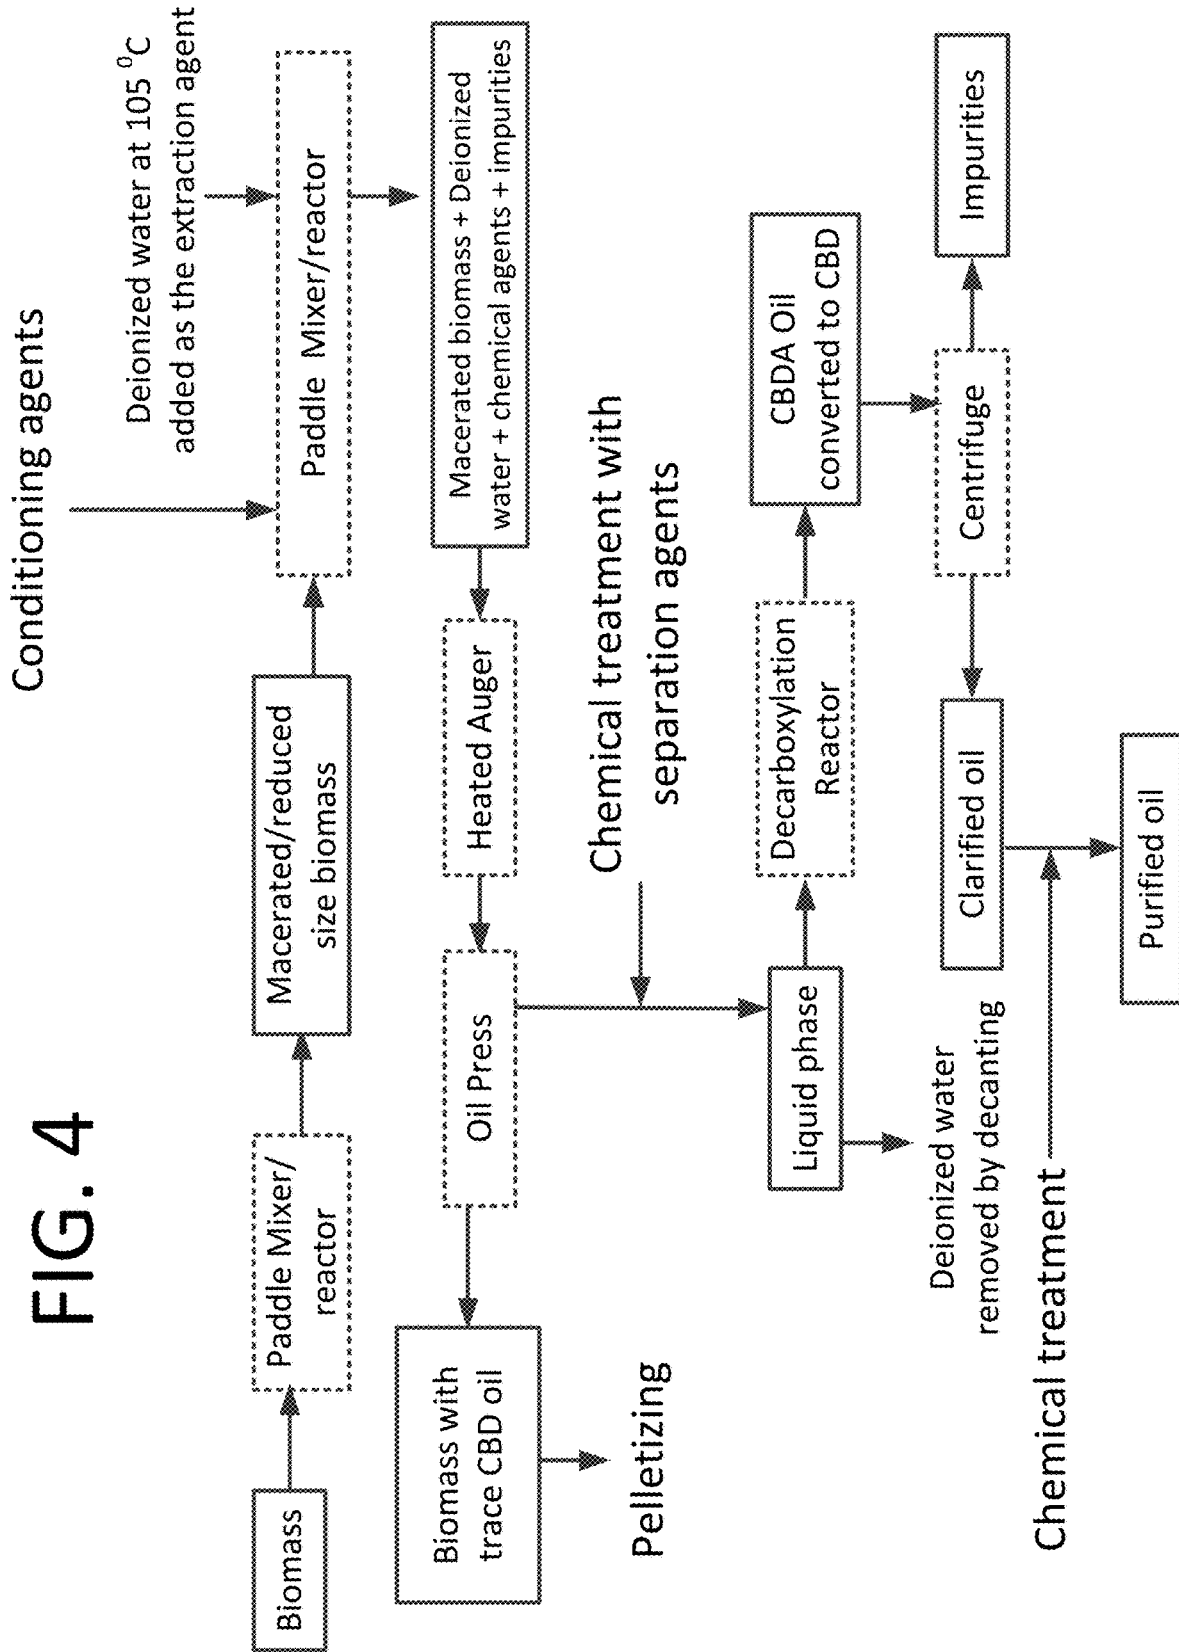 FIG. 4
Conditioning agents
Deionized water at 105 ⁰C
added as the extraction agent
Biomass
Paddle Mixer/
reactor
Macerated/reduced
size biomass
Paddle Mixer/reactor
Macerated biomass + Deionized
water + chemical agents + impurities
Heated Auger
Oil Press
Biomass with
trace CBD oil
Pelletizing
Chemical treatment with
separation agents
Liquid phase
Deionized water
removed by decanting
Decarboxylation
Reactor
CBDA Oil
converted to CBD
Centrifuge
Impurities
Clarified oil
Chemical treatment
Purified oil